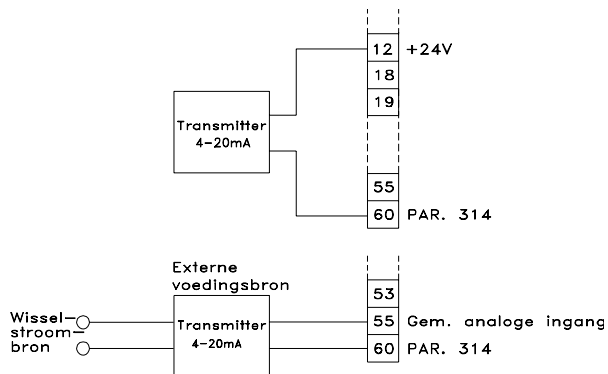 12 +24V
18
19
Transmitter
4-20mA
55
60 PAR. 314
Externe
voedingsbron
53
Wissel-
stroom-
bron
Transmitter
4-20mA
55 Gem. analoge ingang
60 PAR. 314